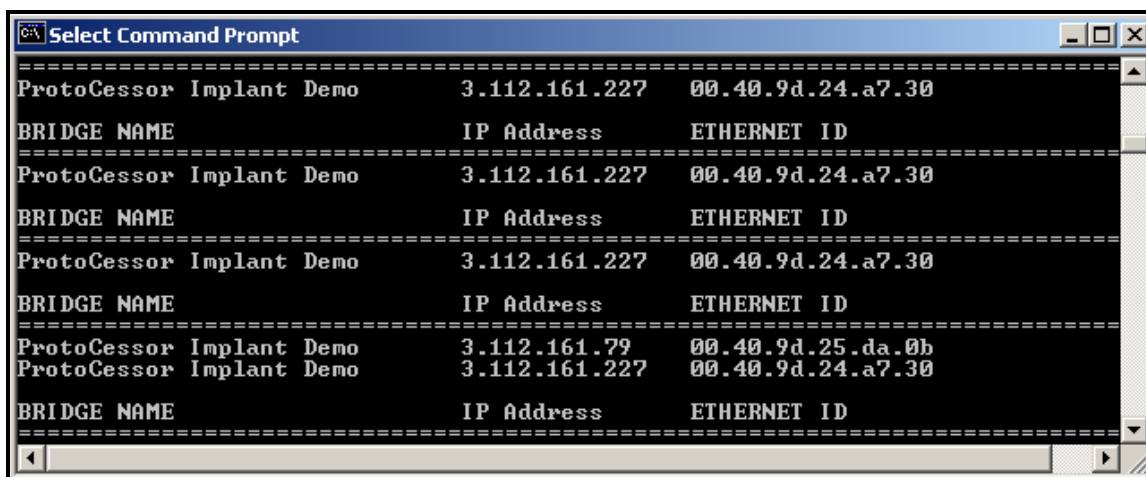 Select Command Prompt
==============================================================================
ProtoCessor Implant Demo 3.112.161.227 00.40.9d.24.a7.30
BRIDGE NAME IP Address ETHERNET ID
==============================================================================
ProtoCessor Implant Demo 3.112.161.227 00.40.9d.24.a7.30
BRIDGE NAME IP Address ETHERNET ID
==============================================================================
ProtoCessor Implant Demo 3.112.161.227 00.40.9d.24.a7.30
BRIDGE NAME IP Address ETHERNET ID
==============================================================================
ProtoCessor Implant Demo 3.112.161.79 00.40.9d.25.da.0b
ProtoCessor Implant Demo 3.112.161.227 00.40.9d.24.a7.30
BRIDGE NAME IP Address ETHERNET ID
==============================================================================